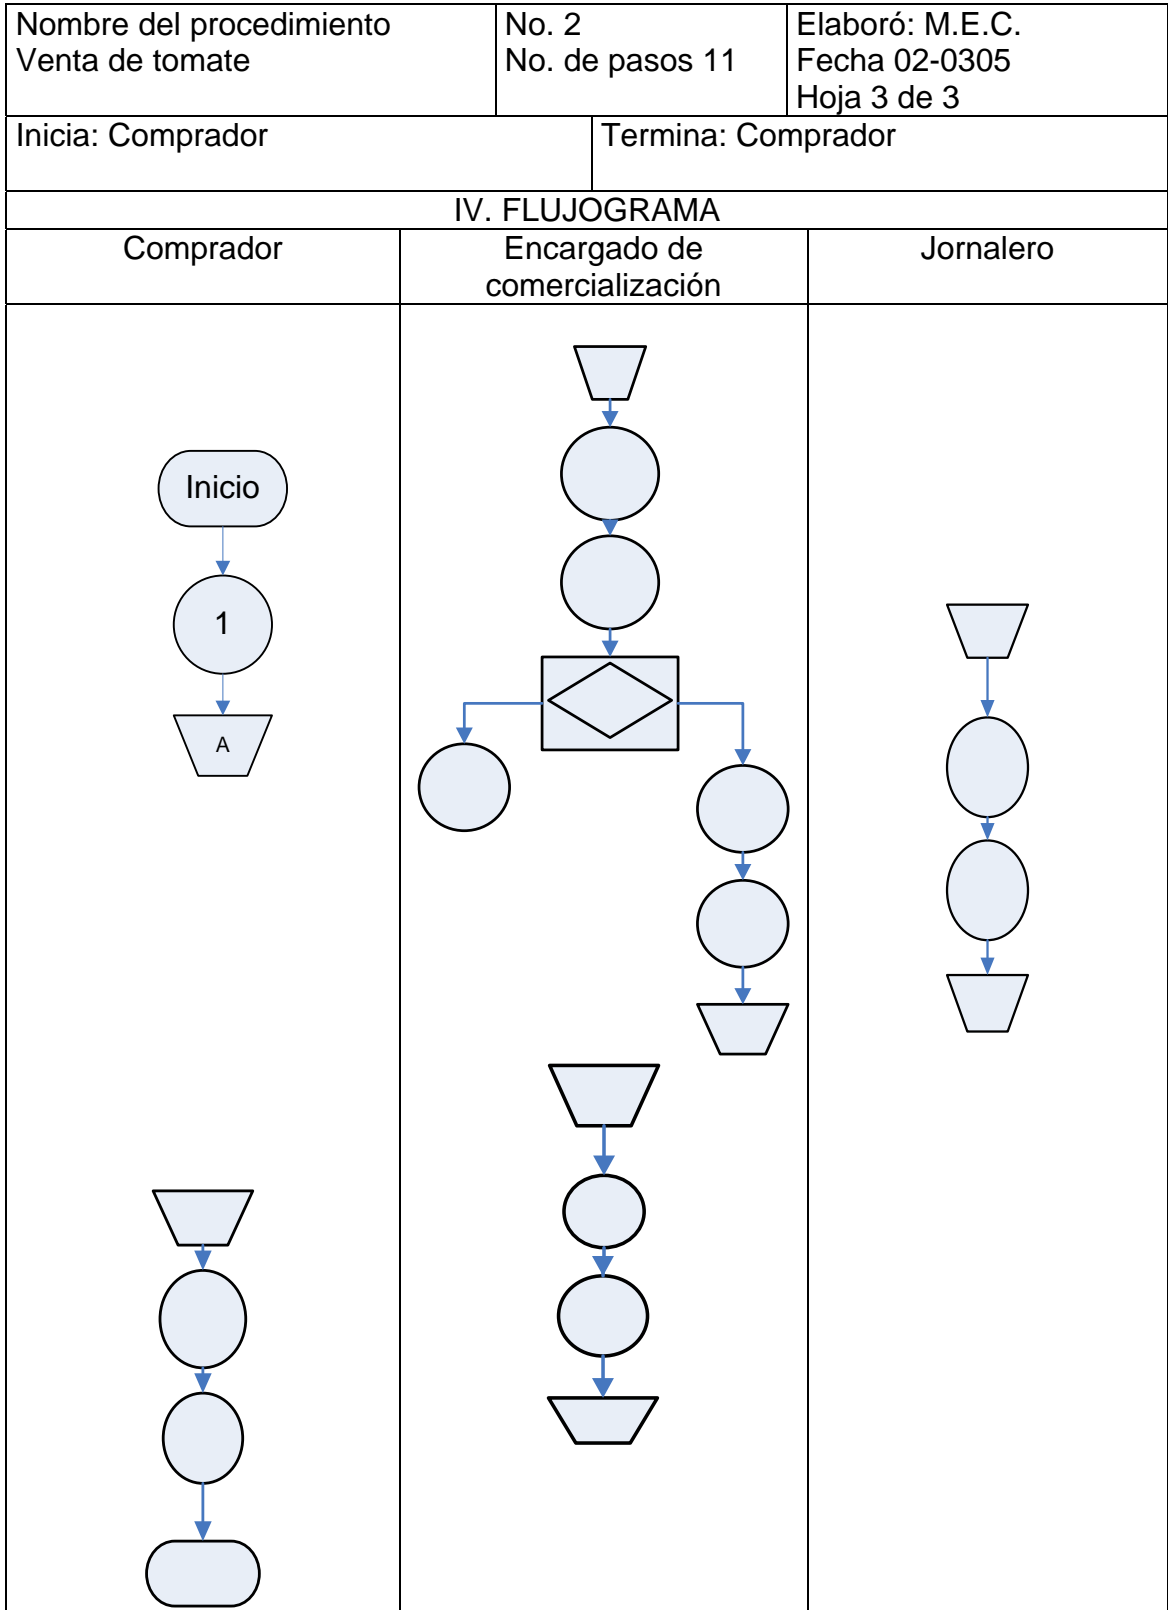 Nombre del procedimiento
Venta de tomate
No. 2
No. de pasos 11
Elaboró: M.E.C.
Fecha 02-0305
Hoja 3 de 3
Inicia: Comprador
Termina: Comprador
IV. FLUJOGRAMA
Comprador
Encargado de
comercialización
Jornalero
Inicio
1
A